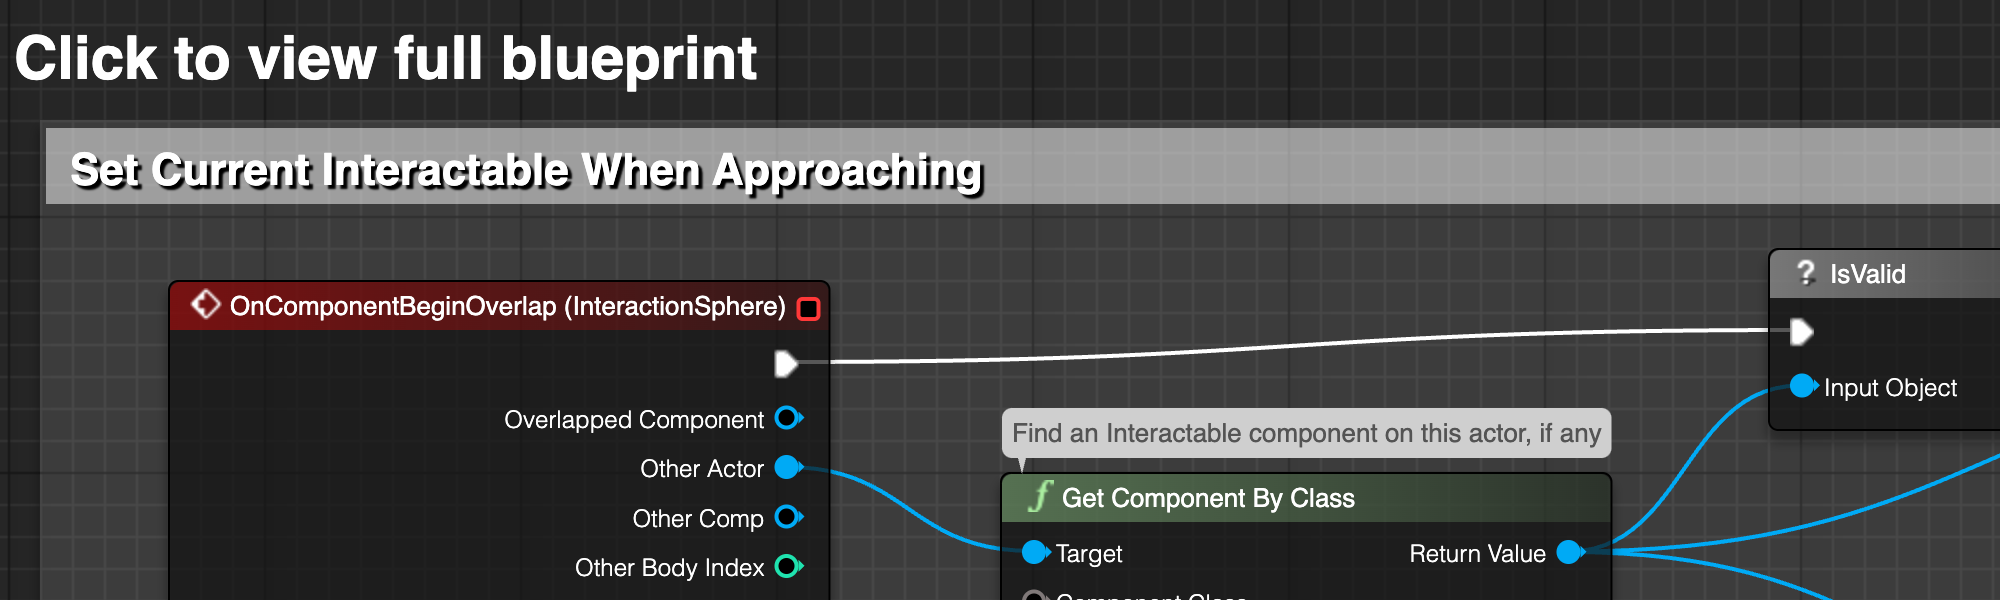 Click to view full blueprint
Set Current Interactable When Approaching
OnComponentBeginOverlap (InteractionSphere)
? IsValid
Overlapped Component
Other Actor
Other Comp
Other Body Index
Find an Interactable component on this actor, if any
f Get Component By Class
Target
Return Value
Component Class
Input Object